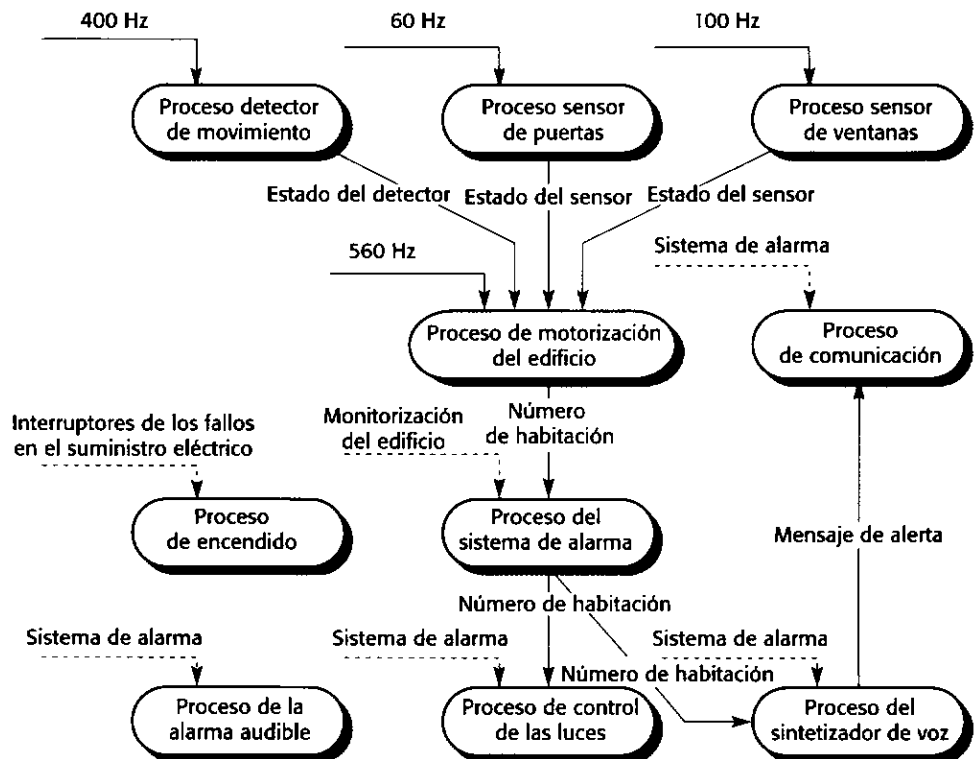 400 Hz
60 Hz
100 Hz
Proceso detector
de movimiento
Proceso sensor
de puertas
Proceso sensor
de ventanas
Estado del detector
Estado del sensor
Estado del sensor
560 Hz
Sistema de alarma
Proceso de motorización
del edificio
Proceso
de comunicación
Interruptores de los fallos
en el suministro eléctrico
Monitorización
del edificio
Número
de habitación
Proceso
de encendido
Proceso del
sistema de alarma
Mensaje de alerta
Número de habitación
Sistema de alarma
Sistema de alarma
Sistema de alarma
Número de habitación
Proceso de la
alarma audible
Proceso de control
de las luces
Proceso del
sintetizador de voz